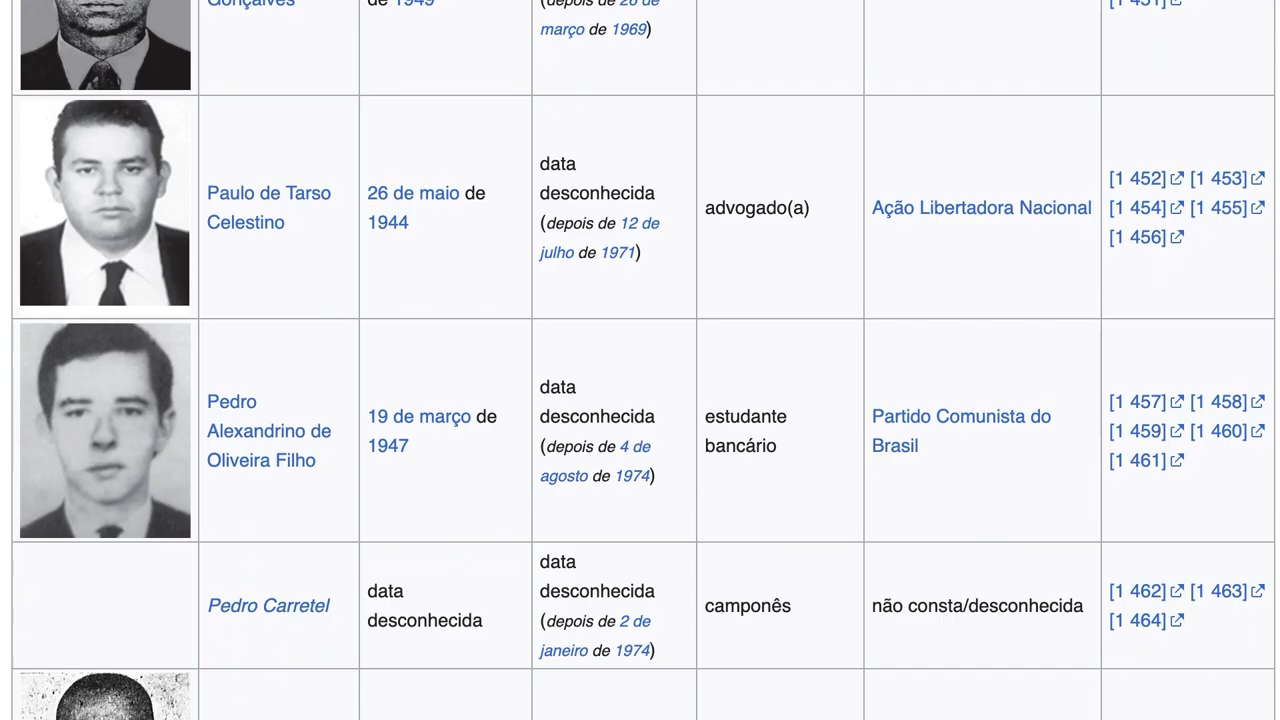 Gonçalves
de 1949
(depois de 26 de
março de 1969)
[1 451]
Paulo de Tarso
Celestino
26 de maio de
1944
data
desconhecida
(depois de 12 de
julho de 1971)
advogado(a)
Ação Libertadora Nacional
[1 452] [1 453]
[1 454] [1 455]
[1 456]
Pedro
Alexandrino de
Oliveira Filho
19 de março de
1947
data
desconhecida
(depois de 4 de
agosto de 1974)
estudante
bancário
Partido Comunista do
Brasil
[1 457] [1 458]
[1 459] [1 460]
[1 461]
Pedro Carretel
data
desconhecida
data
desconhecida
(depois de 2 de
janeiro de 1974)
camponês
não consta/desconhecida
[1 462] [1 463]
[1 464]